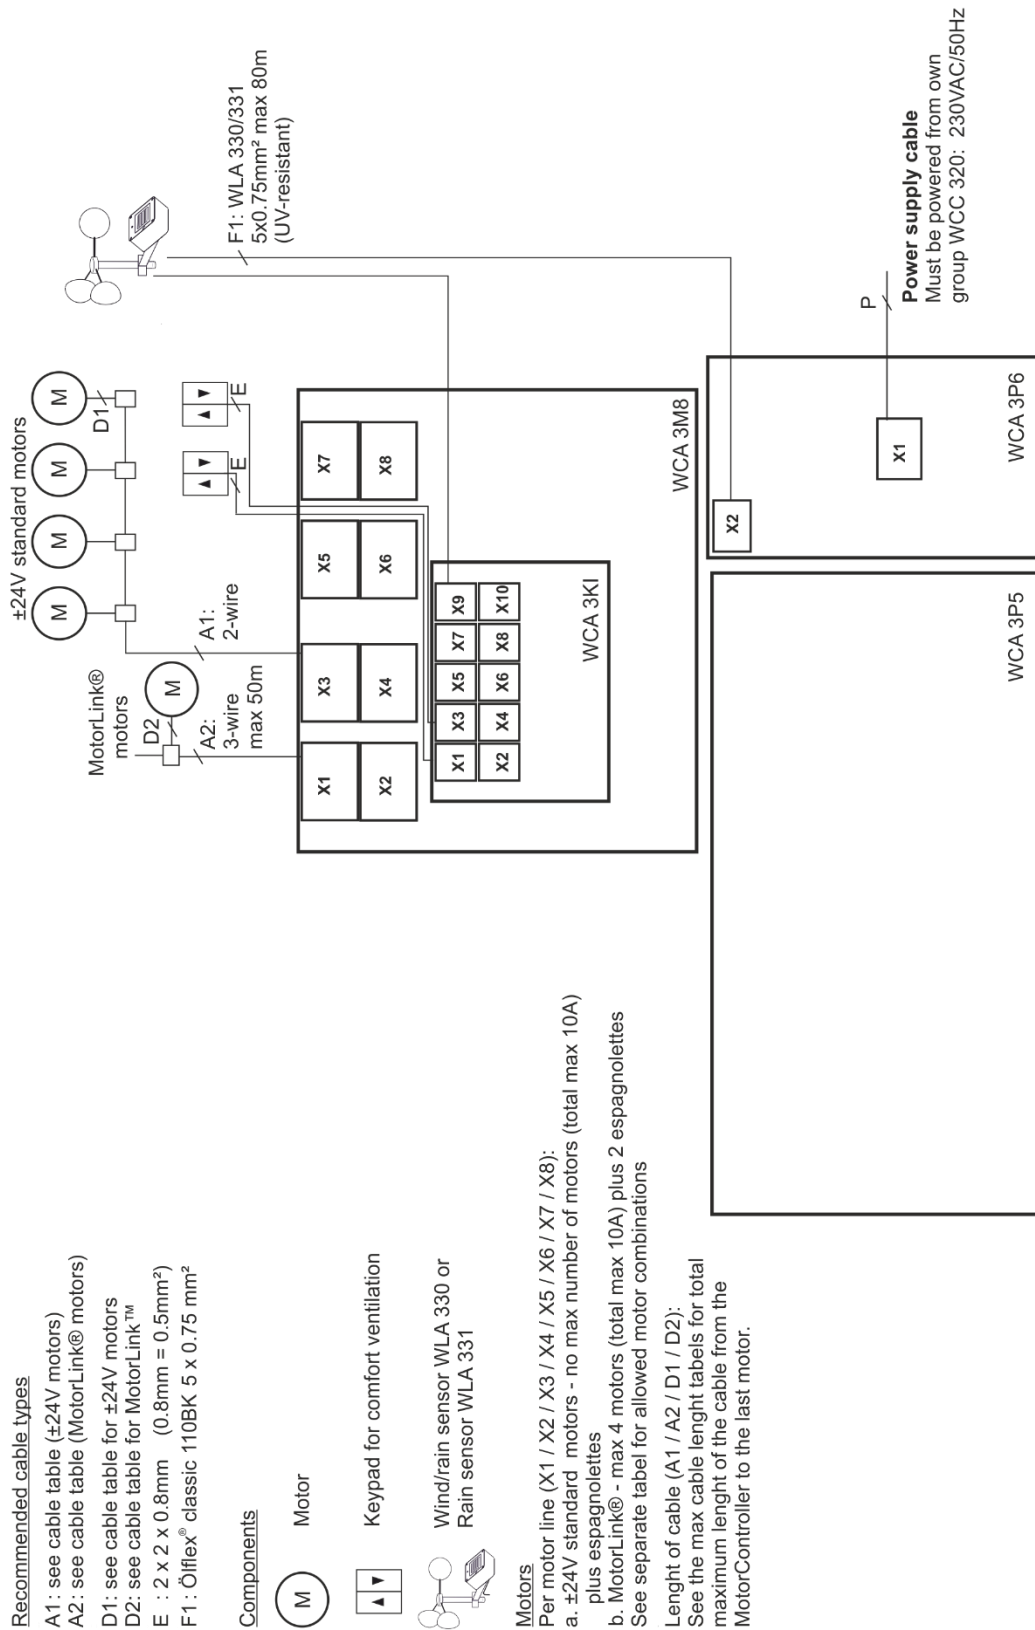 Recommended cable types
A1 : see cable table (±24V motors)
A2 : see cable table (MotorLink® motors)
D1: see cable table for ±24V motors
D2: see cable table for MotorLink™
E : 2 x 2 x 0.8mm (0.8mm = 0.5mm²)
F1 : Ölflex® classic 110BK 5 x 0.75 mm²
Components
M
Motor
Keypad for comfort ventilation
Wind/rain sensor WLA 330 or
Rain sensor WLA 331
Motors
Per motor line (X1 / X2 / X3 / X4 / X5 / X6 / X7 / X8):
a. ±24V standard motors - no max number of motors (total max 10A)
plus espagnolettes
b. MotorLink® - max 4 motors (total max 10A) plus 2 espagnolettes
See separate tabel for allowed motor combinations
Lenght of cable (A1 / A2 / D1 / D2):
See the max cable lenght tabels for total
maximum lenght of the cable from the
MotorController to the last motor.
MotorLink®
motors
D2
M
A2:
3-wire
max 50m
±24V standard motors
M
M
M
M
D1
A1:
2-wire
E
E
F1: WLA 330/331
5x0.75mm² max 80m
(UV-resistant)
X1
X3
X5
X7
X2
X4
X6
X8
X1
X3
X5
X7
X9
X2
X4
X6
X8
X10
WCA 3KI
WCA 3M8
WCA 3P5
X2
X1
WCA 3P6
P
Power supply cable
Must be powered from own
group WCC 320: 230VAC/50Hz